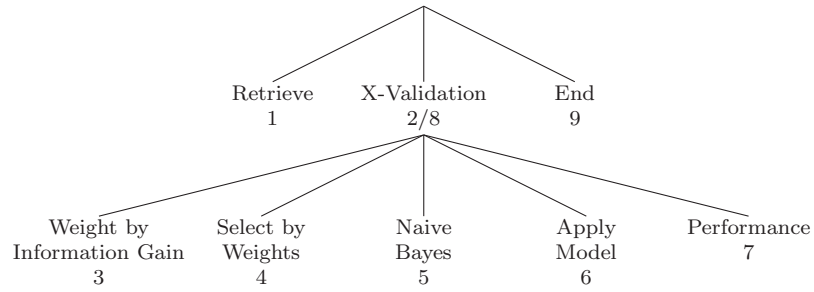 Retrieve X-Validation End
1 2/8 9
Weight by Select by Naive Apply Performance
Information Gain Weights Bayes Model 7
3 4 5 6